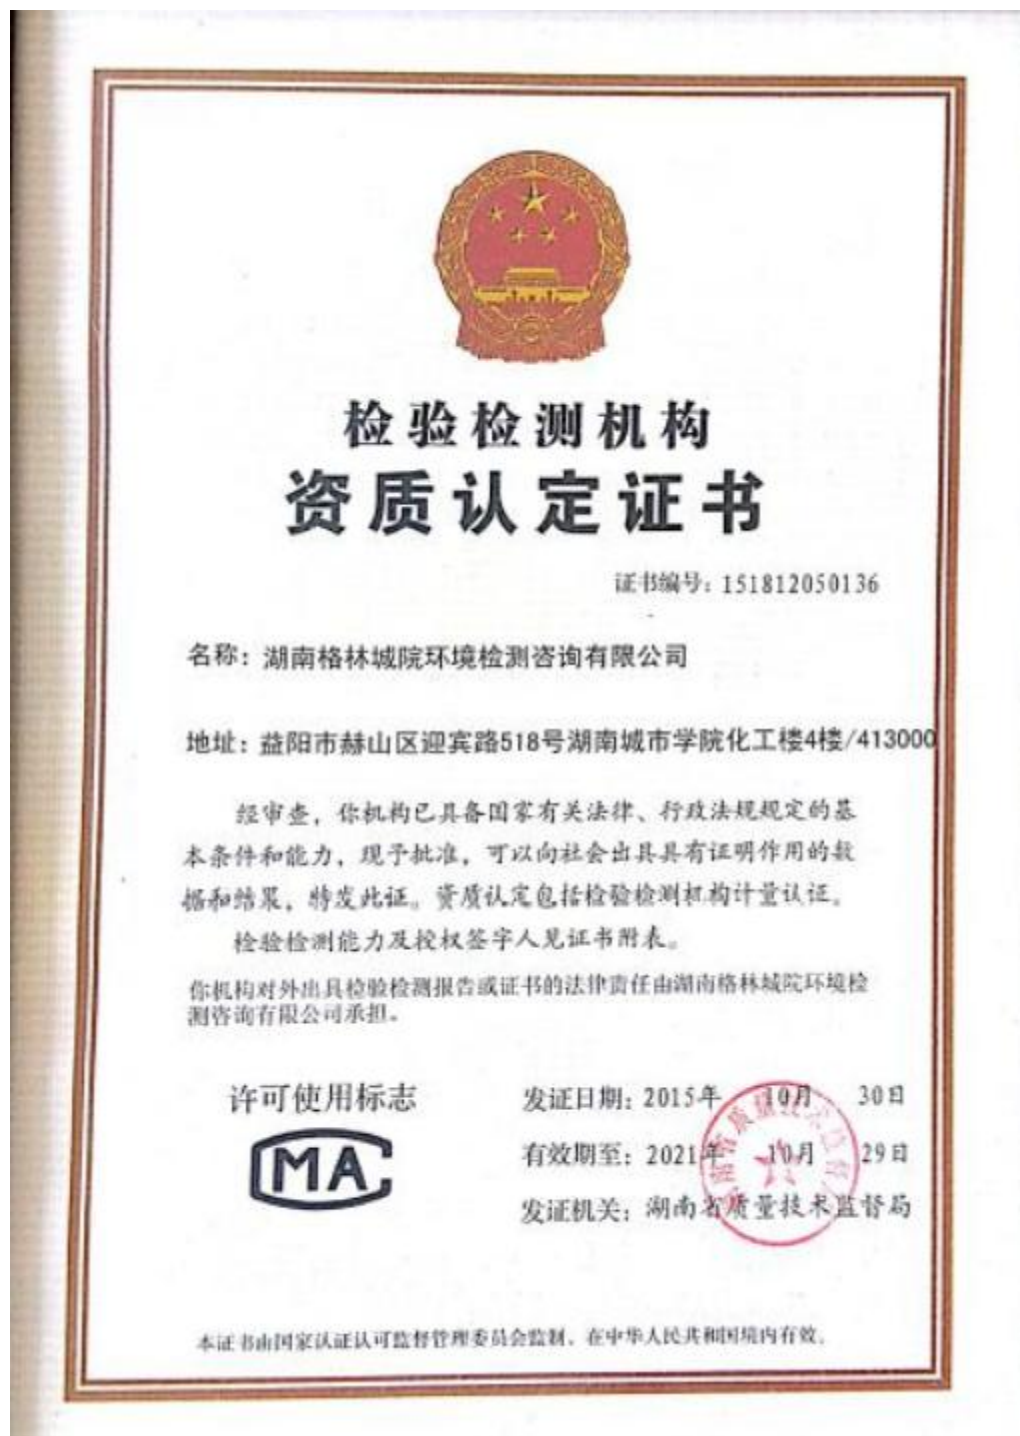 检验检测机构
资质认定证书
证书编号：151812050136
名称：湖南格林城院环境检测咨询有限公司
地址：益阳市赫山区迎宾路518号湖南城市学院化工楼4楼/413000
经审查，你机构已具备国家有关法律、行政法规规定的基
本条件和能力，现予批准，可以向社会出具具有证明作用的数
据和结果，特发此证。资质认定包括检验检测机构计量认证。
检验检测能力及授权签字人见证书附表。
你机构对外出具检验检测报告或证书的法律责任由湖南格林城院环境检
测咨询有限公司承担。
许可使用标志
MA
发证日期：2015年 10月 30日
有效期至：2021年 10月 29日
发证机关：湖南省质量技术监督局
本证书由国家认证认可监督管理委员会监制，在中华人民共和国境内有效。